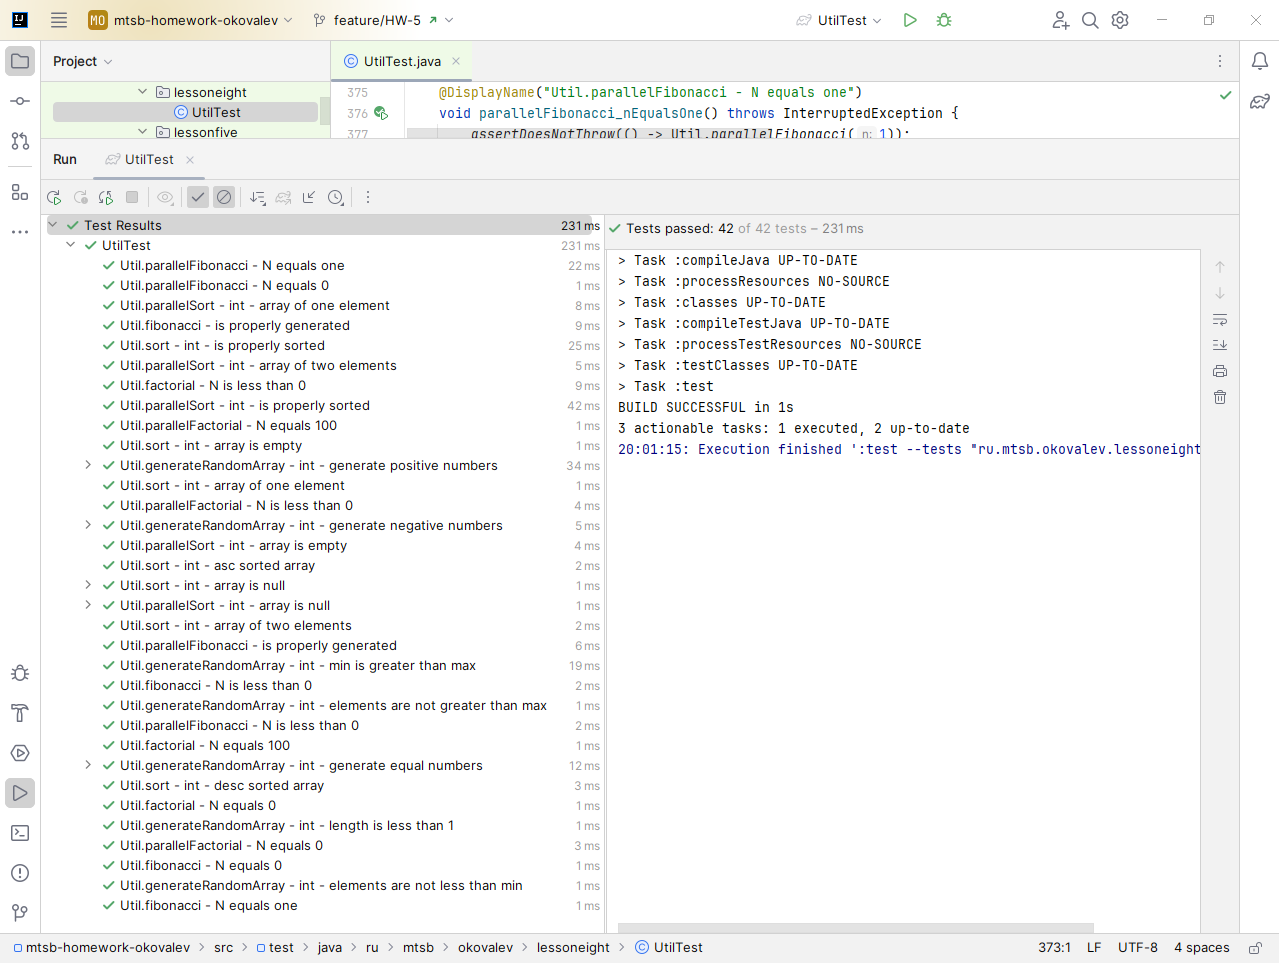 MO mtsb-homework-okovalev feature/HW-5 UtilTest
Project
UtilTest.java
lessoneight
UtilTest
lessonfive
375 @DisplayName("Util.parallelFibonacci - N equals one")
376 void parallelFibonacci_nEqualsOne() throws InterruptedException {
377 assertDoesNotThrow(() -> Util.parallelFibonacci( n: 1));
Run UtilTest
Test Results 231 ms
UtilTest 231 ms
Util.parallelFibonacci - N equals one 22 ms
Util.parallelFibonacci - N equals 0 1 ms
Util.parallelSort - int - array of one element 8 ms
Util.fibonacci - is properly generated 9 ms
Util.sort - int - is properly sorted 25 ms
Util.parallelSort - int - array of two elements 5 ms
Util.factorial - N is less than 0 9 ms
Util.parallelSort - int - is properly sorted 42 ms
Util.parallelFactorial - N equals 100 1 ms
Util.sort - int - array is empty 1 ms
Util.generateRandomArray - int - generate positive numbers 34 ms
Util.sort - int - array of one element 1 ms
Util.parallelFactorial - N is less than 0 4 ms
Util.generateRandomArray - int - generate negative numbers 5 ms
Util.parallelSort - int - array is empty 4 ms
Util.sort - int - asc sorted array 2 ms
Util.sort - int - array is null 1 ms
Util.parallelSort - int - array is null 1 ms
Util.sort - int - array of two elements 2 ms
Util.parallelFibonacci - is properly generated 6 ms
Util.generateRandomArray - int - min is greater than max 19 ms
Util.fibonacci - N is less than 0 2 ms
Util.generateRandomArray - int - elements are not greater than max 1 ms
Util.parallelFibonacci - N is less than 0 2 ms
Util.factorial - N equals 100 1 ms
Util.generateRandomArray - int - generate equal numbers 12 ms
Util.sort - int - desc sorted array 3 ms
Util.factorial - N equals 0 1 ms
Util.generateRandomArray - int - length is less than 1 1 ms
Util.parallelFactorial - N equals 0 3 ms
Util.fibonacci - N equals 0 1 ms
Util.generateRandomArray - int - elements are not less than min 1 ms
Util.fibonacci - N equals one 1 ms
Tests passed: 42 of 42 tests – 231 ms
> Task :compileJava UP-TO-DATE
> Task :processResources NO-SOURCE
> Task :classes UP-TO-DATE
> Task :compileTestJava UP-TO-DATE
> Task :processTestResources NO-SOURCE
> Task :testClasses UP-TO-DATE
> Task :test
BUILD SUCCESSFUL in 1s
3 actionable tasks: 1 executed, 2 up-to-date
20:01:15: Execution finished ':test --tests "ru.mtsb.okovalev.lessoneight
mtsb-homework-okovalev > src > test > java > ru > mtsb > okovalev > lessoneight > UtilTest 373:1 LF UTF-8 4 spaces